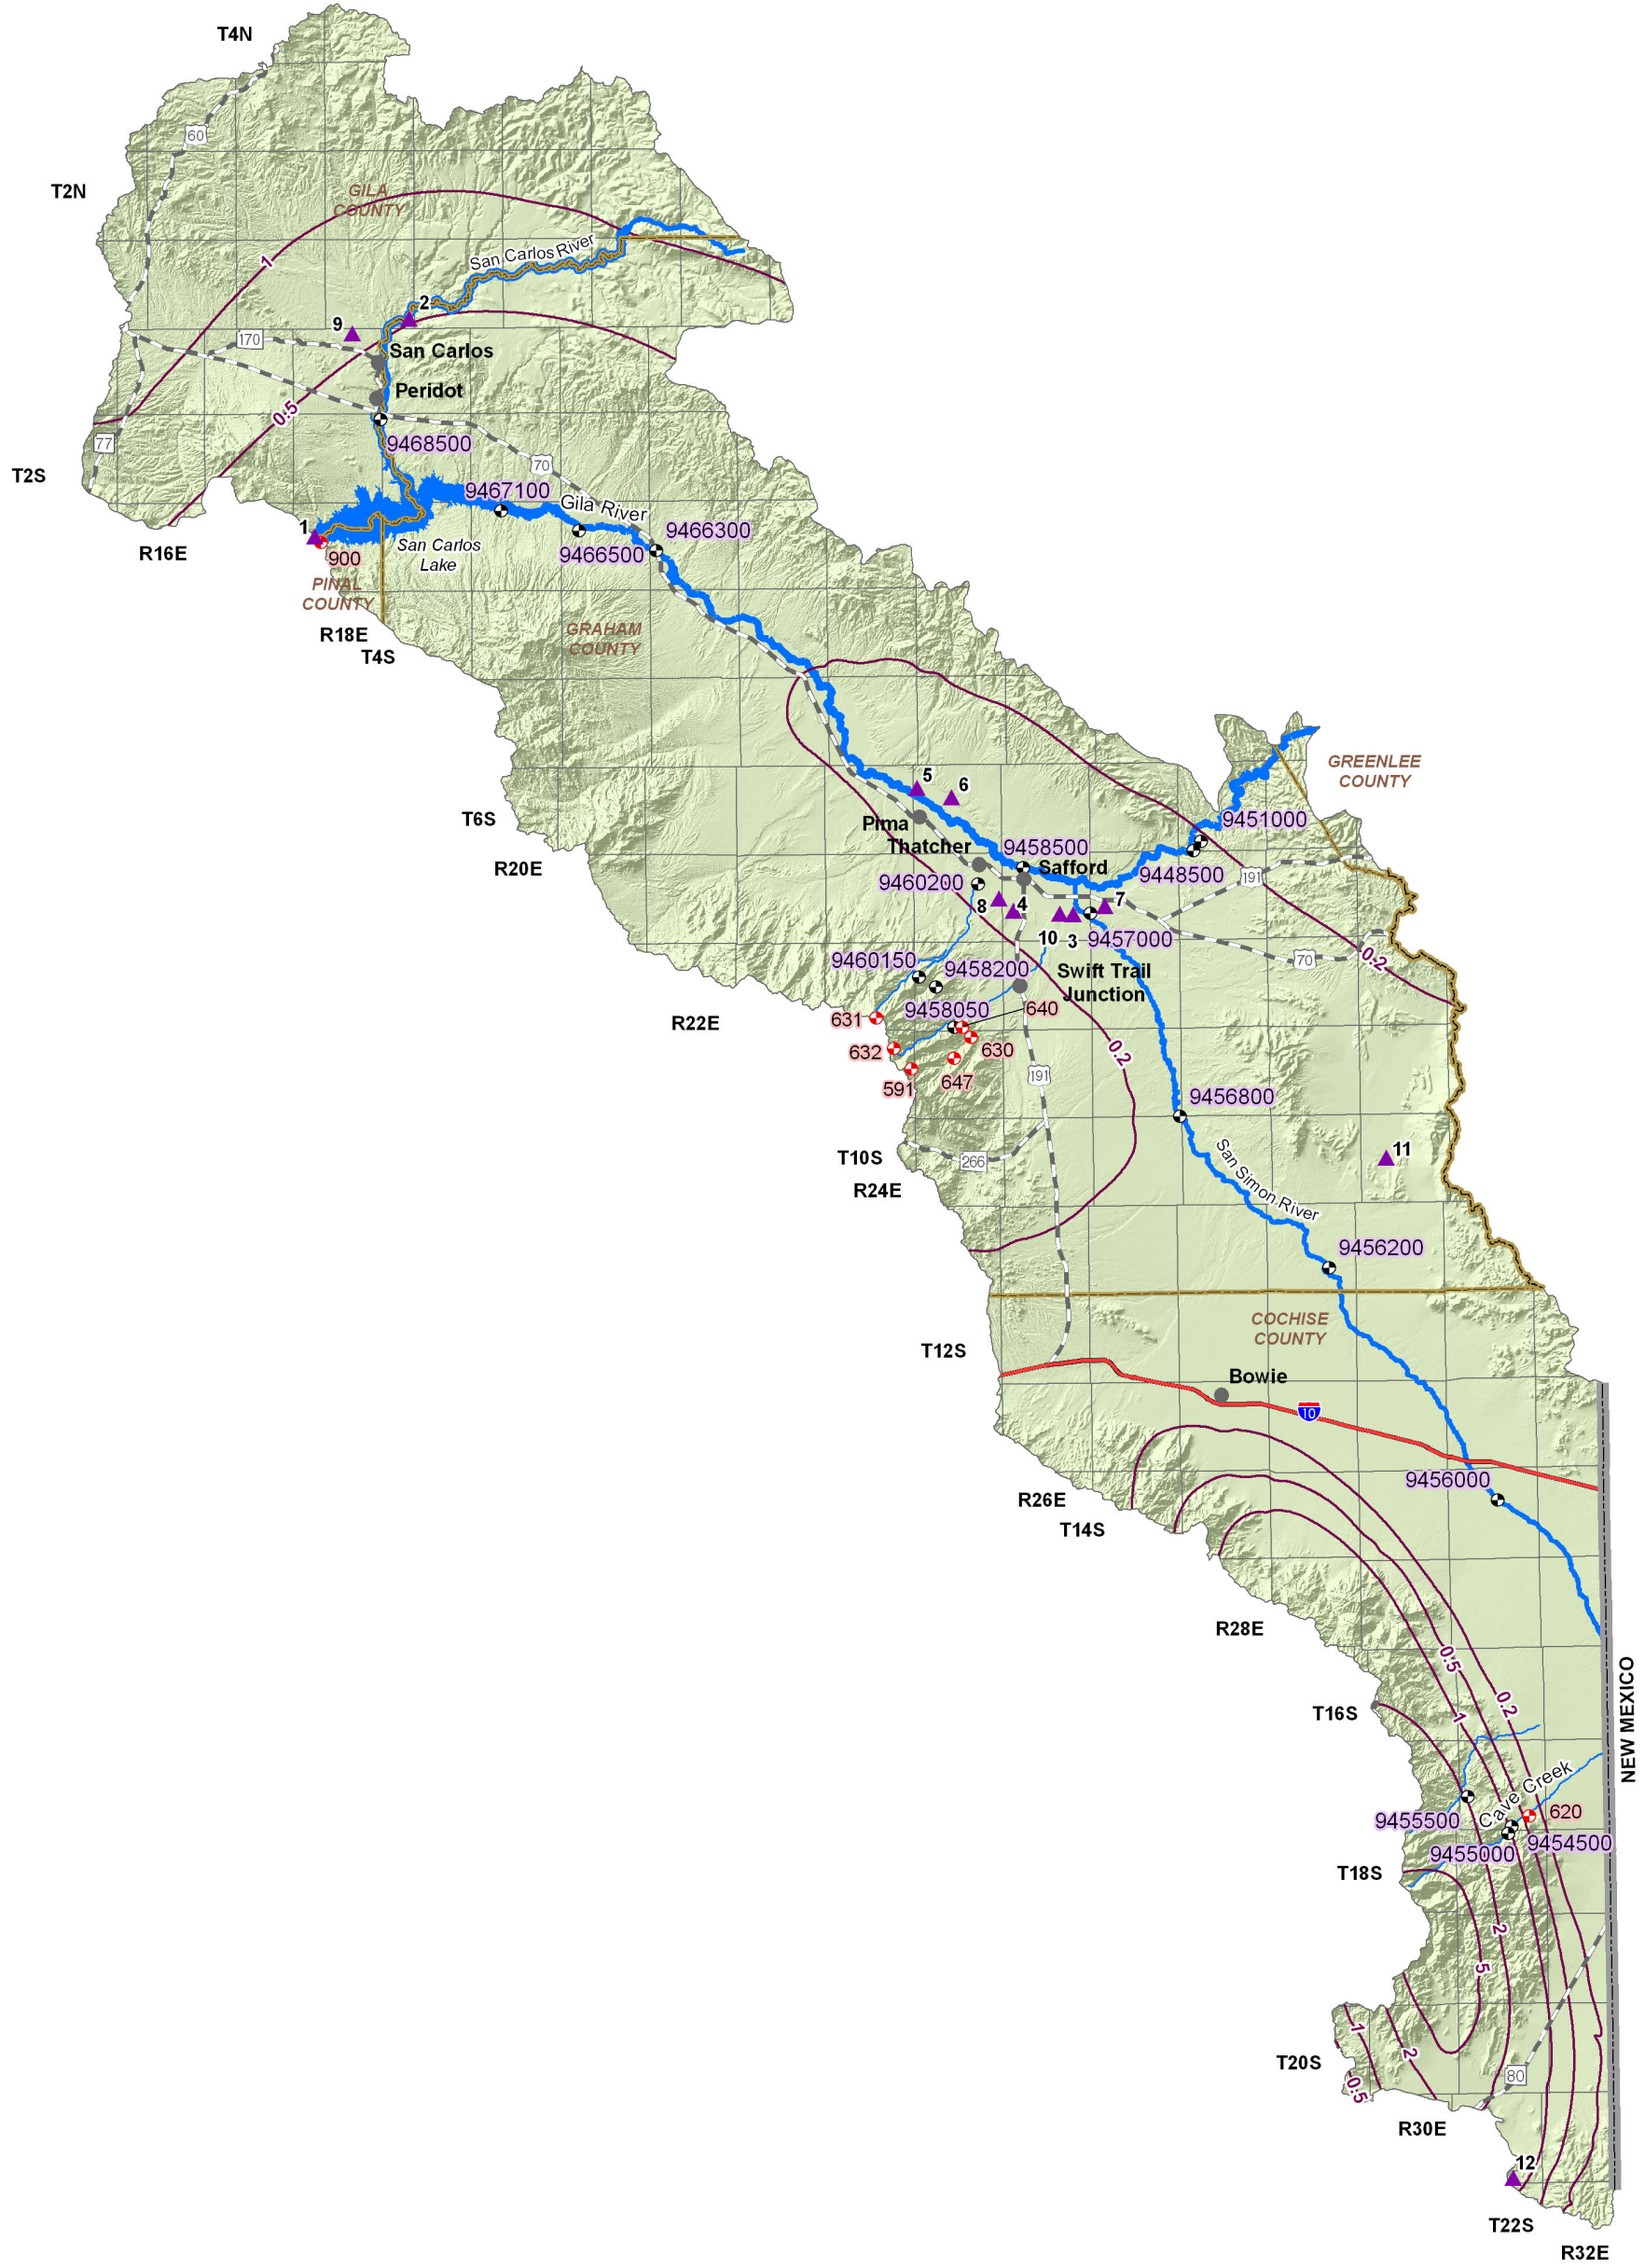 T4N
60
T2N
GILA
COUNTY
San Carlos River
1
2
9
170
San Carlos
Peridot
0.5
77
9468500
T2S
70
9467100
Gila River
9466300
1
9466500
San Carlos
Lake
R16E
900
PINAL
COUNTY
R18E
GRAHAM
COUNTY
T4S
GREENLEE
COUNTY
5
6
T6S
Pima
9451000
Thatcher
9458500
Safford
R20E
9460200
9448500
191
8
4
7
10
3
9457000
9460150
9458200
70
0.2
Swift Trail
Junction
9458050
640
631
R22E
632
630
0.2
591
647
191
9456800
11
T10S
266
San Simon River
R24E
9456200
COCHISE
COUNTY
T12S
Bowie
10
9456000
R26E
T14S
R28E
0.5
NEW MEXICO
0.2
T16S
1
Cave Creek
620
9455500
9454500
9455000
T18S
2
5
1
2
T20S
80
0.5
R30E
12
T22S
R32E